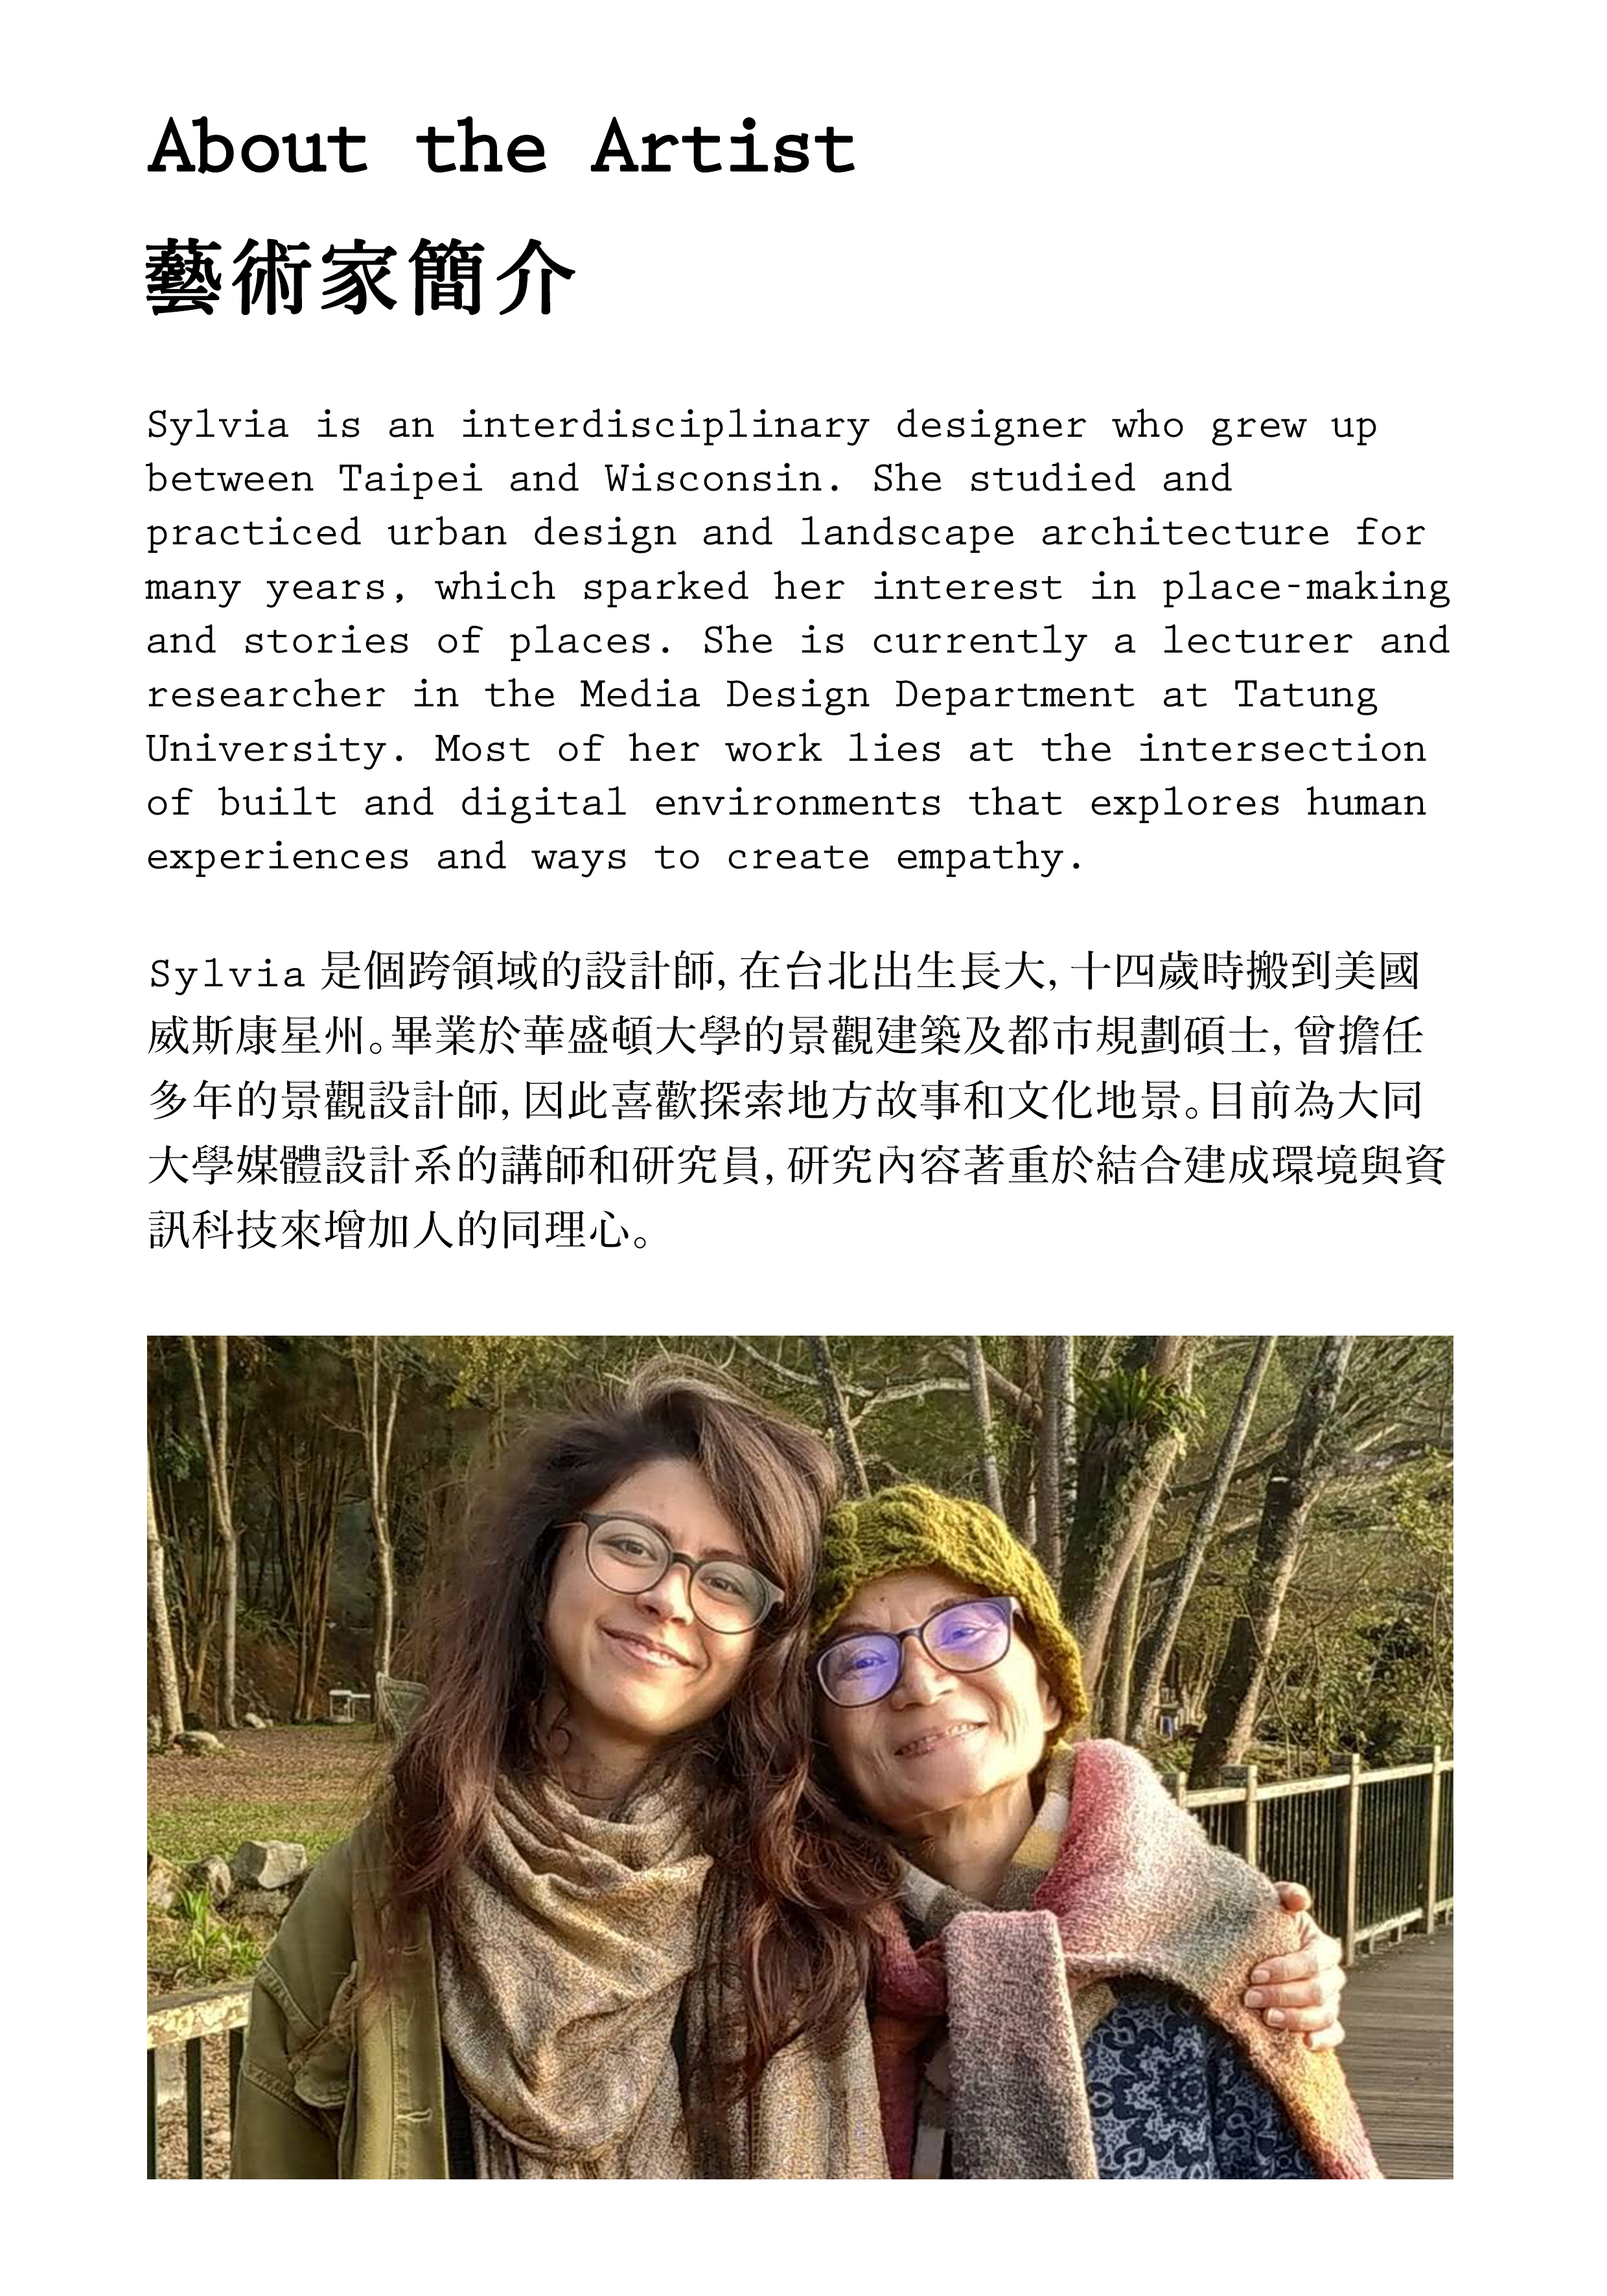 About the Artist
藝術家簡介
Sylvia is an interdisciplinary designer who grew up
between Taipei and Wisconsin. She studied and
practiced urban design and landscape architecture for
many years, which sparked her interest in place-making
and stories of places. She is currently a lecturer and
researcher in the Media Design Department at Tatung
University. Most of her work lies at the intersection
of built and digital environments that explores human
experiences and ways to create empathy.
Sylvia 是個跨領域的設計師, 在台北出生長大, 十四歲時搬到美國
威斯康星州。畢業於華盛頓大學的景觀建築及都市規劃碩士, 曾擔任
多年的景觀設計師, 因此喜歡探索地方故事和文化地景。目前為大同
大學媒體設計系的講師和研究員, 研究內容著重於結合建成環境與資
訊科技來增加人的同理心。